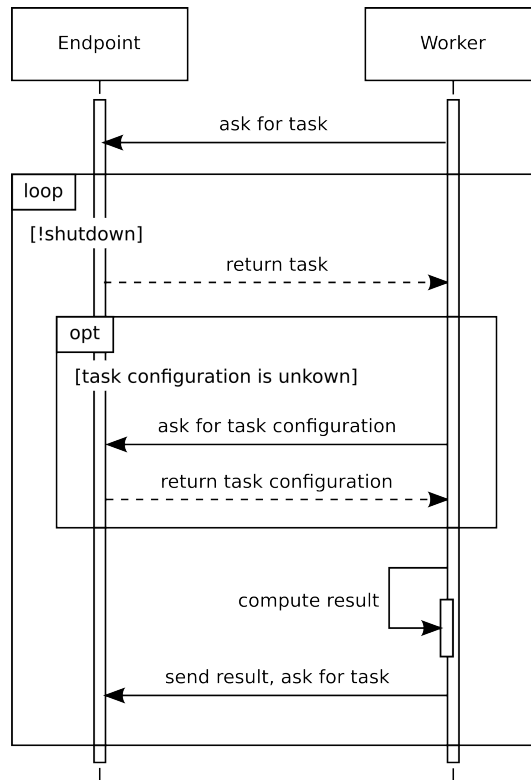 Endpoint
Worker
ask for task
loop
[!shutdown]
return task
opt
[task configuration is unkown]
ask for task configuration
return task configuration
compute result
send result, ask for task